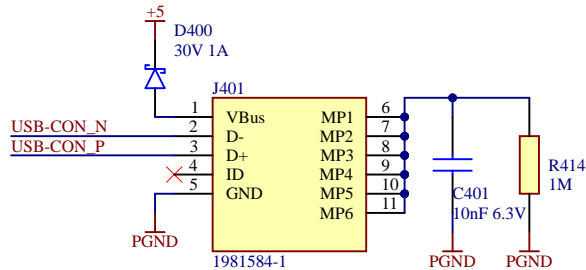 +5
D400
30V 1A
J401
1 VBus MP1 6
USB-CON_N 2 D- MP2 7
USB-CON_P 3 D+ MP3 8
4 ID MP4 9
5 GND MP5 10
MP6 11
R414
1M
C401
10nF 6.3V
PGND
PGND
PGND
1981584-1